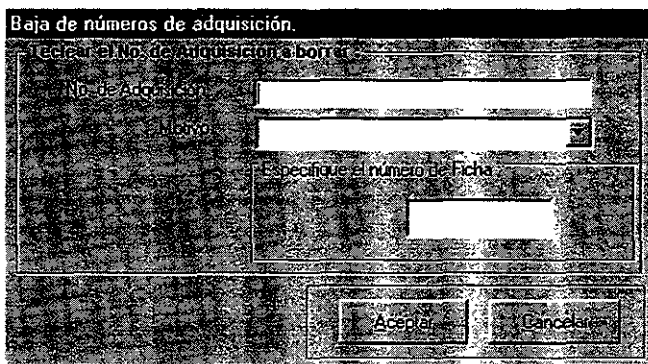 Baja de números de adquisición.
Teclear el No. de Adquisición a borrar
No. de Adquisición
Motivo
Especifique el número de Ficha
Aceptar
Cancelar